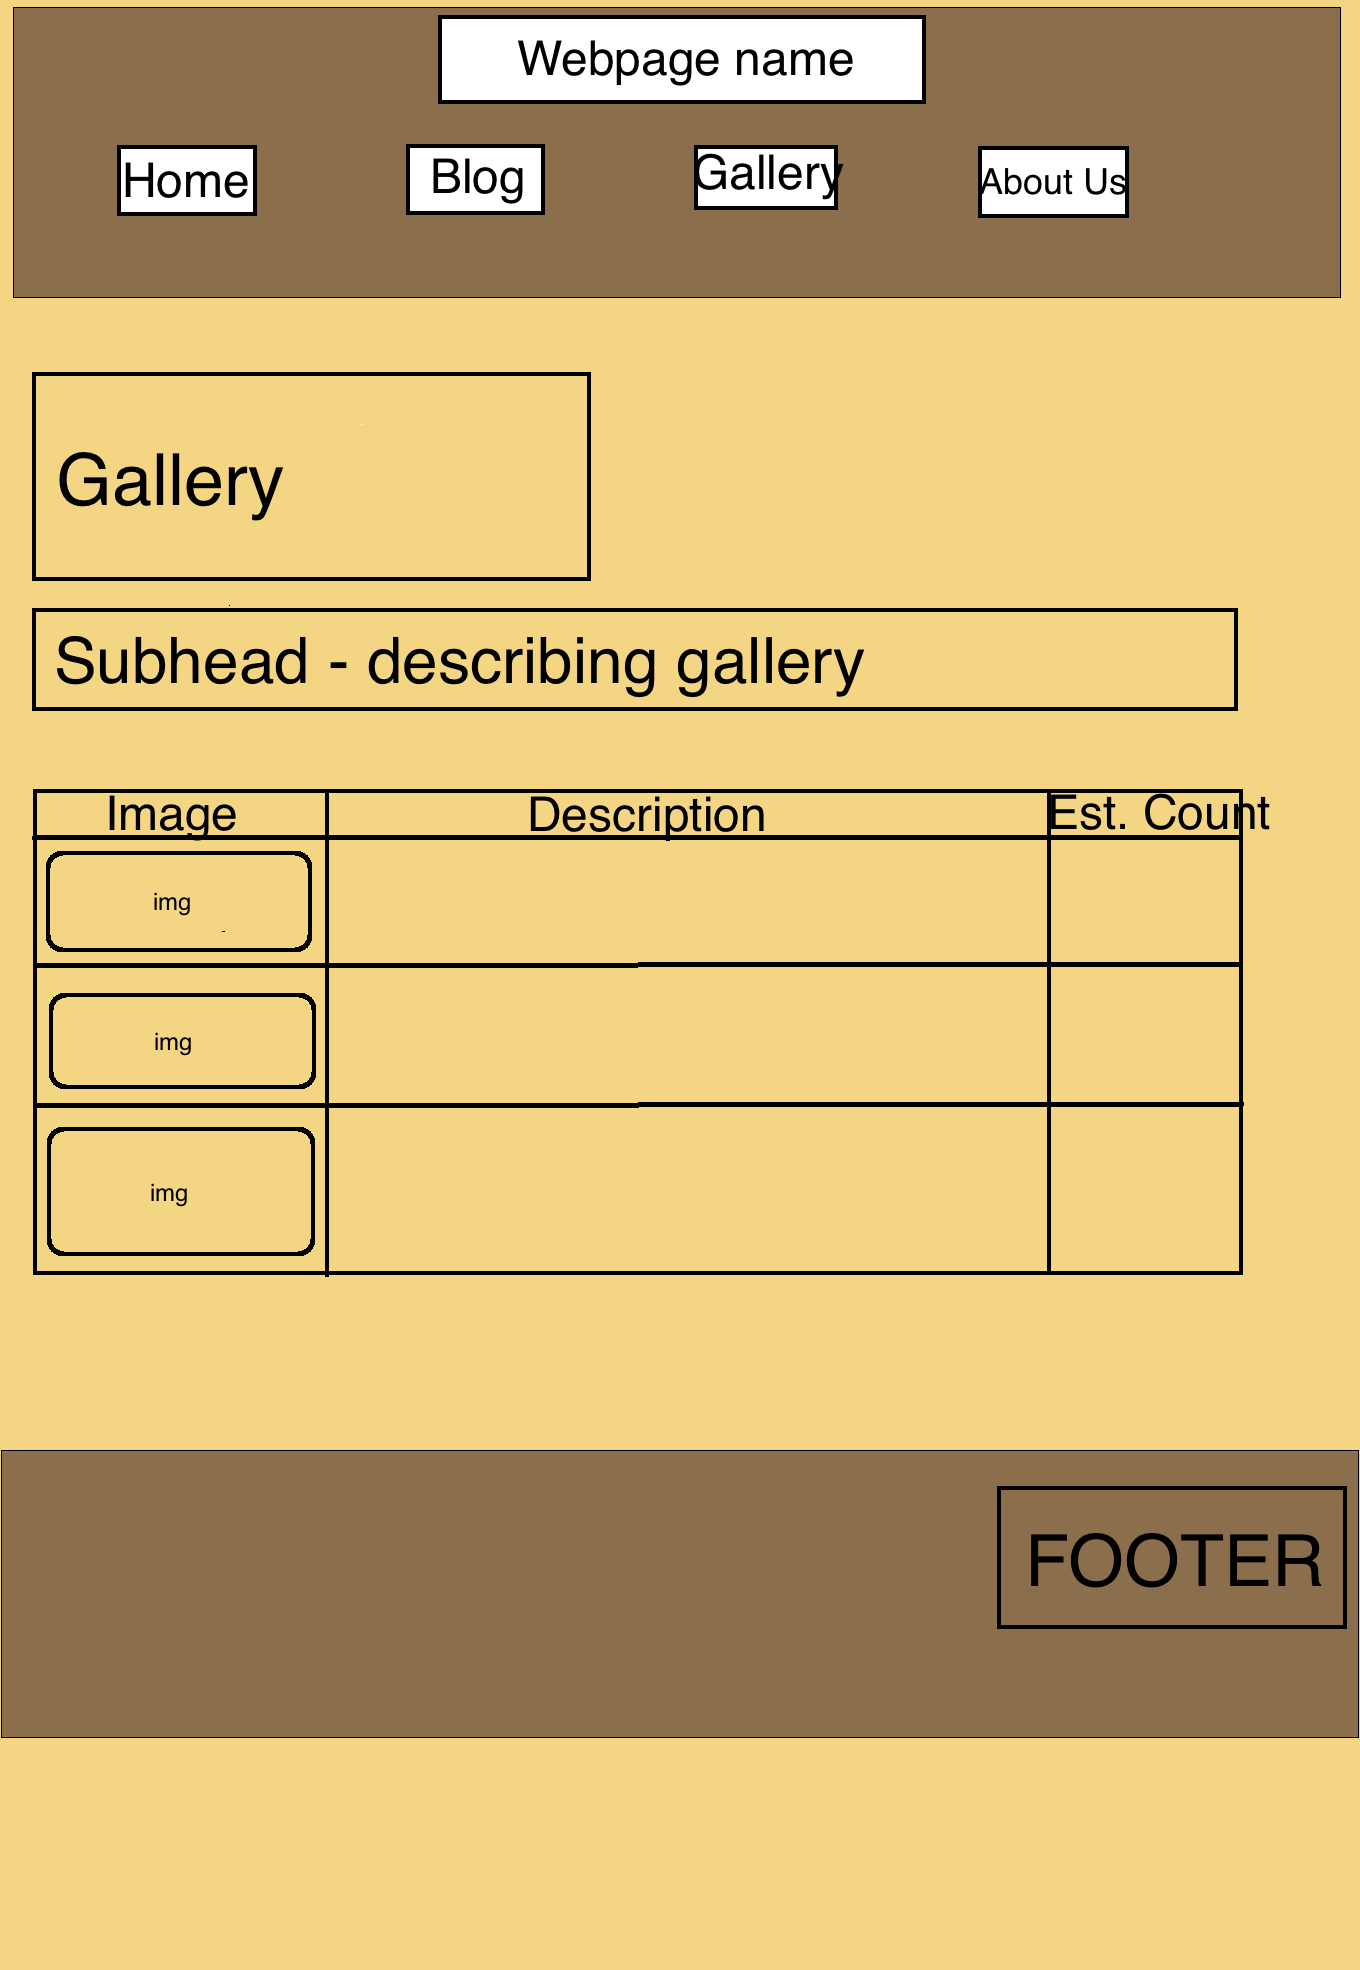 Webpage name
Home Blog Gallery About Us
Gallery
Subhead - describing gallery
Image Description Est. Count
img
img
img
FOOTER